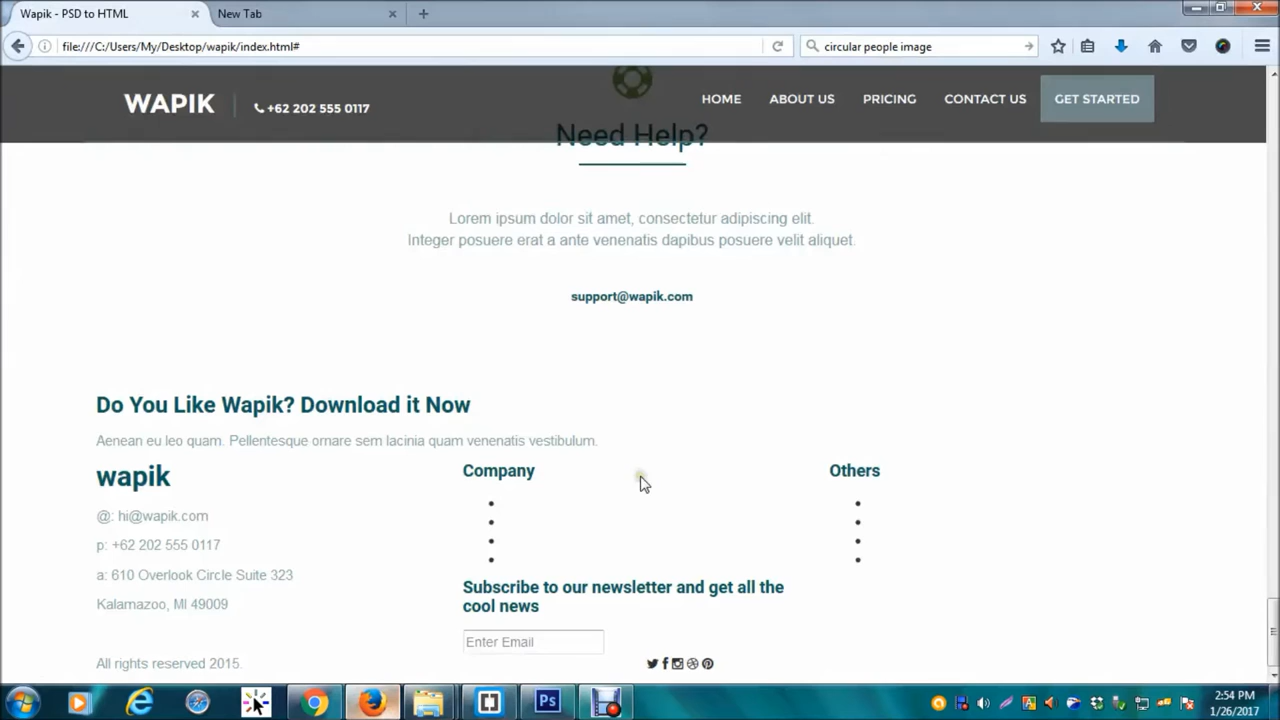 Wapik - PSD to HTML
New Tab
file:///C:/Users/My/Desktop/wapik/index.html#
circular people image
WAPIK
+62 202 555 0117
HOME
ABOUT US
PRICING
CONTACT US
GET STARTED
Need Help?
Lorem ipsum dolor sit amet, consectetur adipiscing elit.
Integer posuere erat a ante venenatis dapibus posuere velit aliquet.
support@wapik.com
Do You Like Wapik? Download it Now
Aenean eu leo quam. Pellentesque ornare sem lacinia quam venenatis vestibulum.
wapik
@: hi@wapik.com
p: +62 202 555 0117
a: 610 Overlook Circle Suite 323
Kalamazoo, MI 49009
Company
Others
Subscribe to our newsletter and get all the
cool news
Enter Email
All rights reserved 2015.
Ps
2:54 PM
1/26/2017